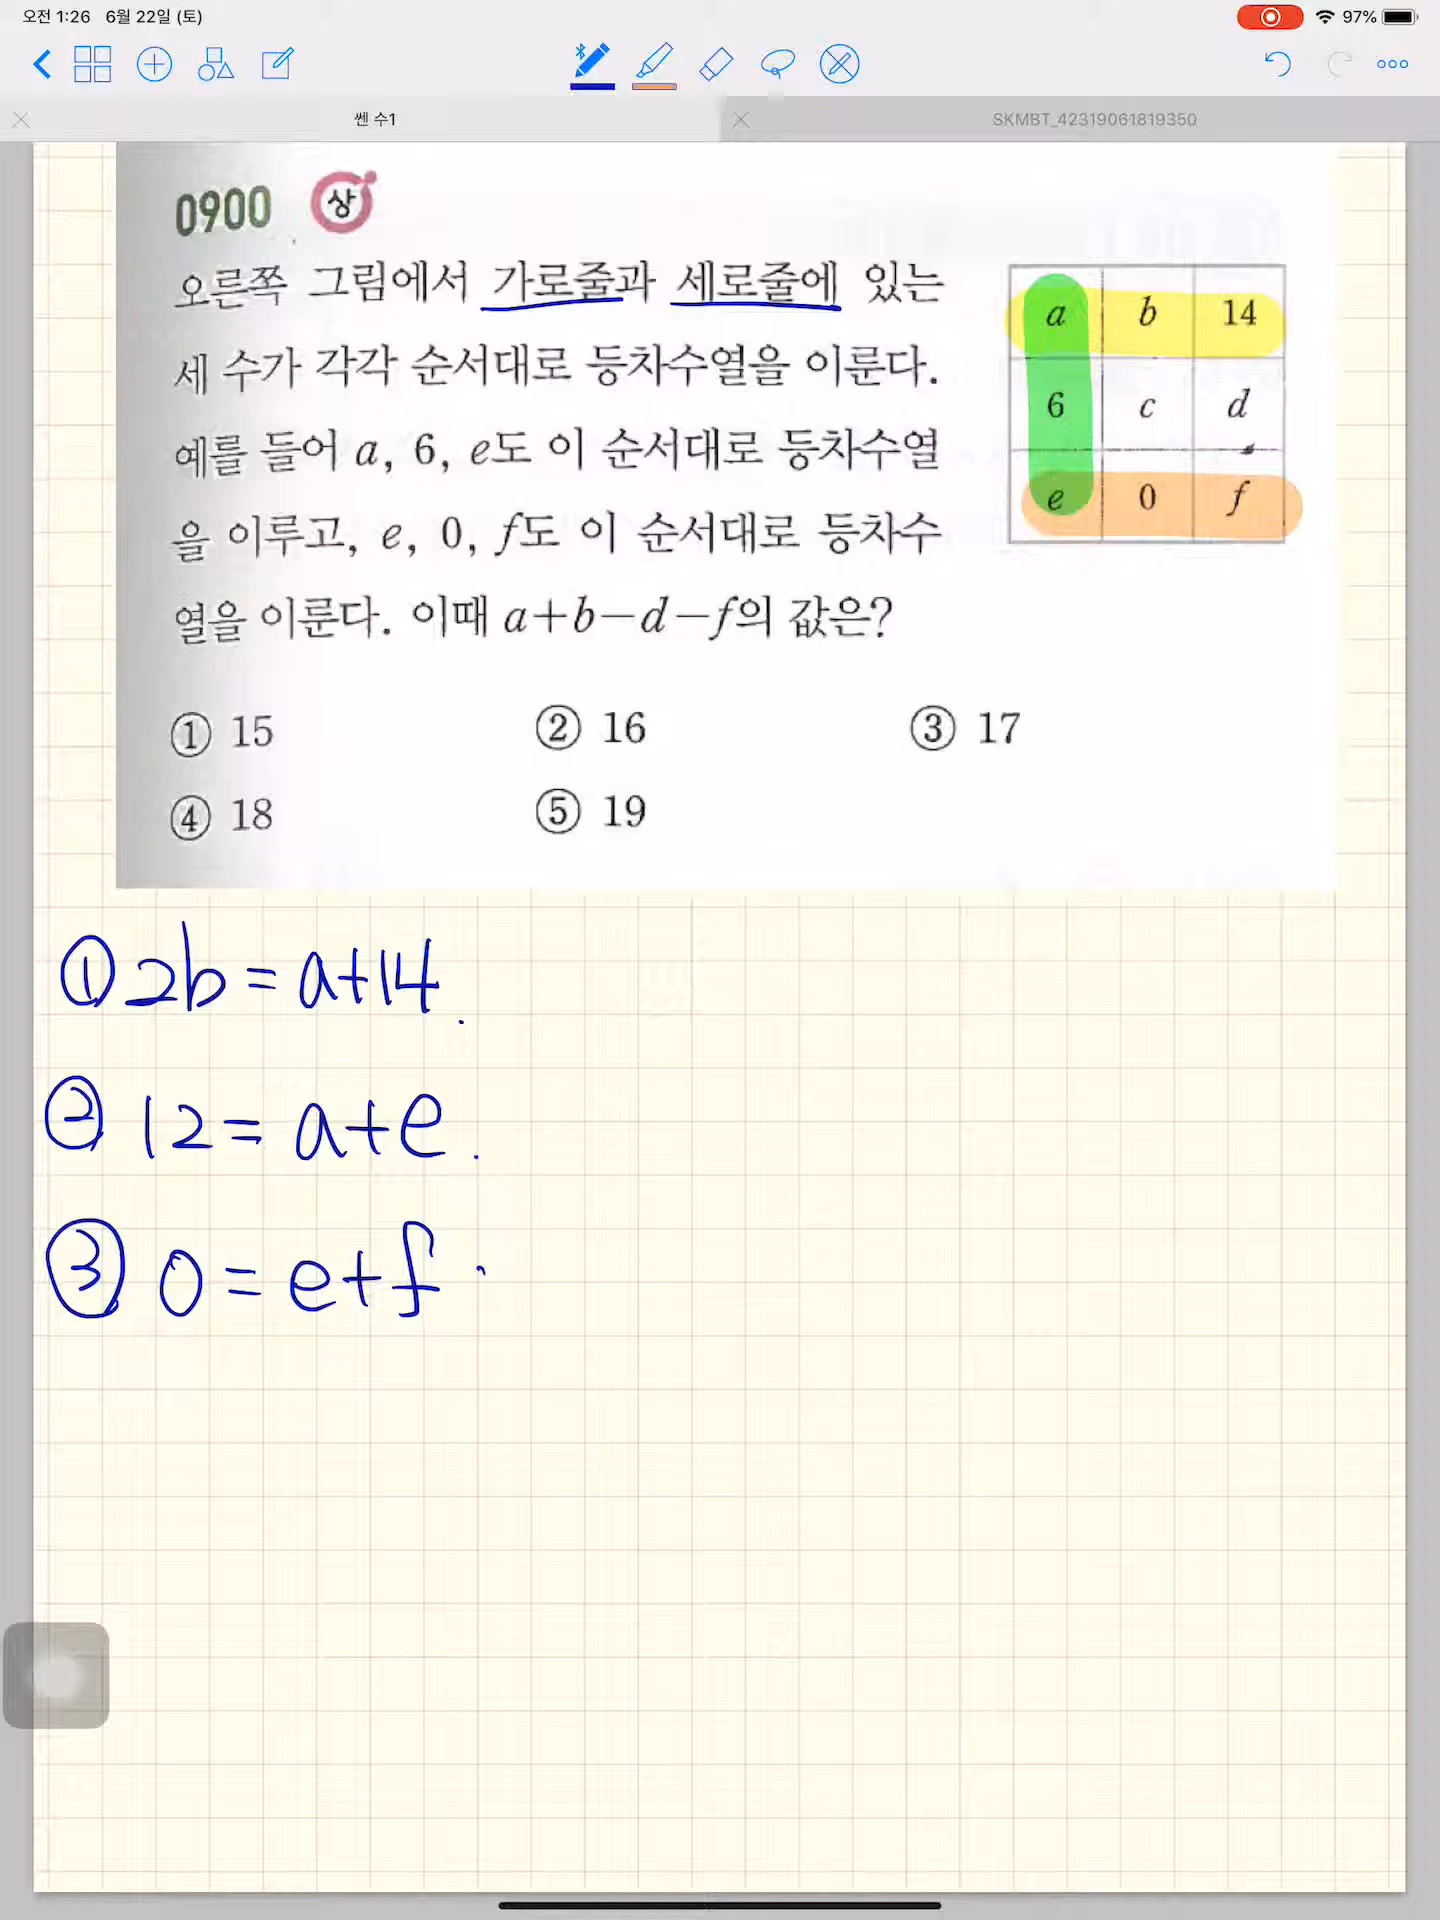 오전 1:26 6월 22일 (토)
97%
쎈 수1
SKMBT_42319061819350
0900 상
오른쪽 그림에서 가로줄과 세로줄에 있는
세 수가 각각 순서대로 등차수열을 이룬다.
예를 들어 a, 6, e도 이 순서대로 등차수열
을 이루고, e, 0, f도 이 순서대로 등차수
열을 이룬다. 이때 a+b-d-f의 값은?
a b 14
6 c d
e 0 f
① 15 ② 16 ③ 17
④ 18 ⑤ 19
① 2b = a+14.
② 12 = a+e.
③ 0 = e+f.